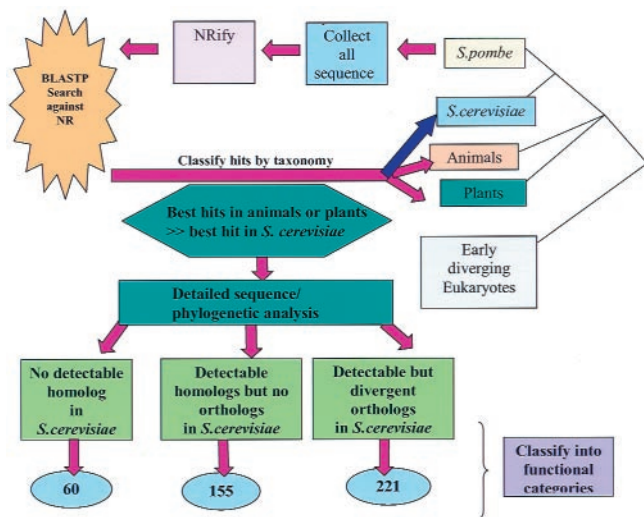 NRify
Collect
all
sequence
S.pombe
BLASTP
Search
against
NR
S.cerevisiae
Classify hits by taxonomy
Animals
Plants
Best hits in animals or plants
>> best hit in S. cerevisiae
Early
diverging
Eukaryotes
Detailed sequence/
phylogenetic analysis
No detectable
homolog
in
S.cerevisiae
Detectable
homologs but no
orthologs
in S.cerevisiae
Detectable but
divergent
orthologs
in S.cerevisiae
Classify into
functional
categories
60
155
221